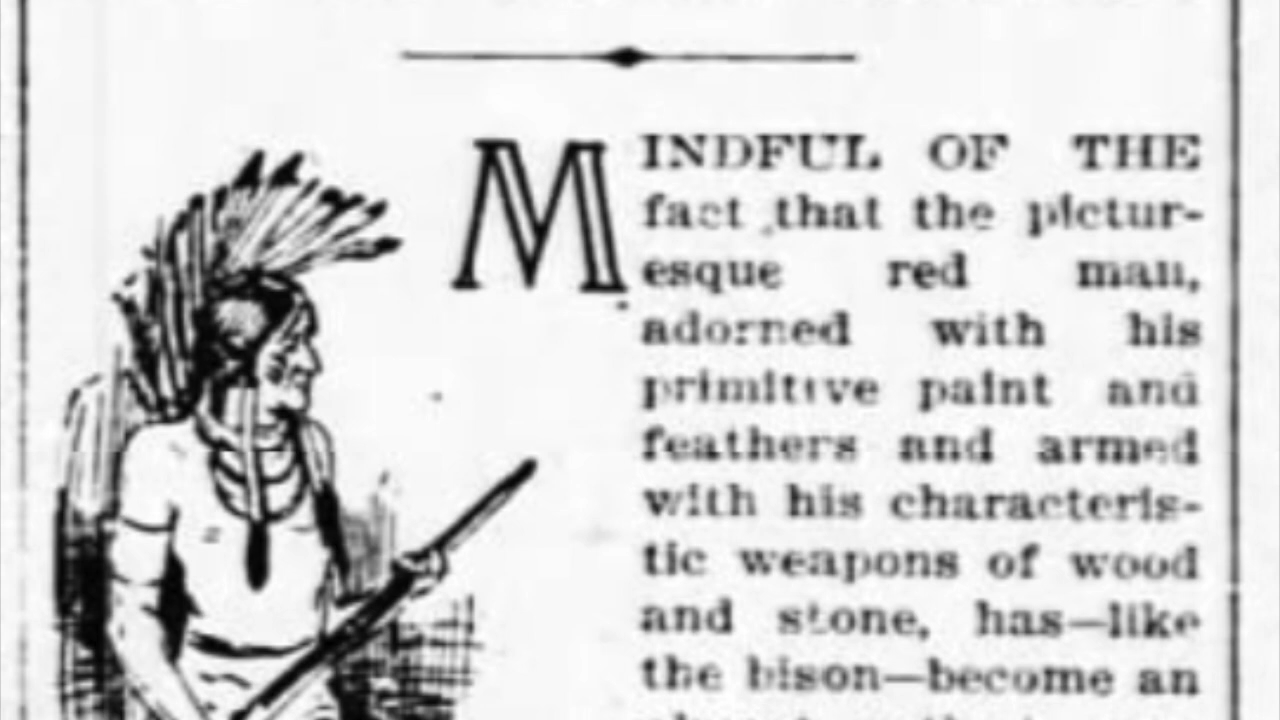 MINDFUL OF THE
fact that the pictur-
esque red man,
adorned with his
primitive paint and
feathers and armed
with his characteris-
tic weapons of wood
and stone, has—like
the bison—become an